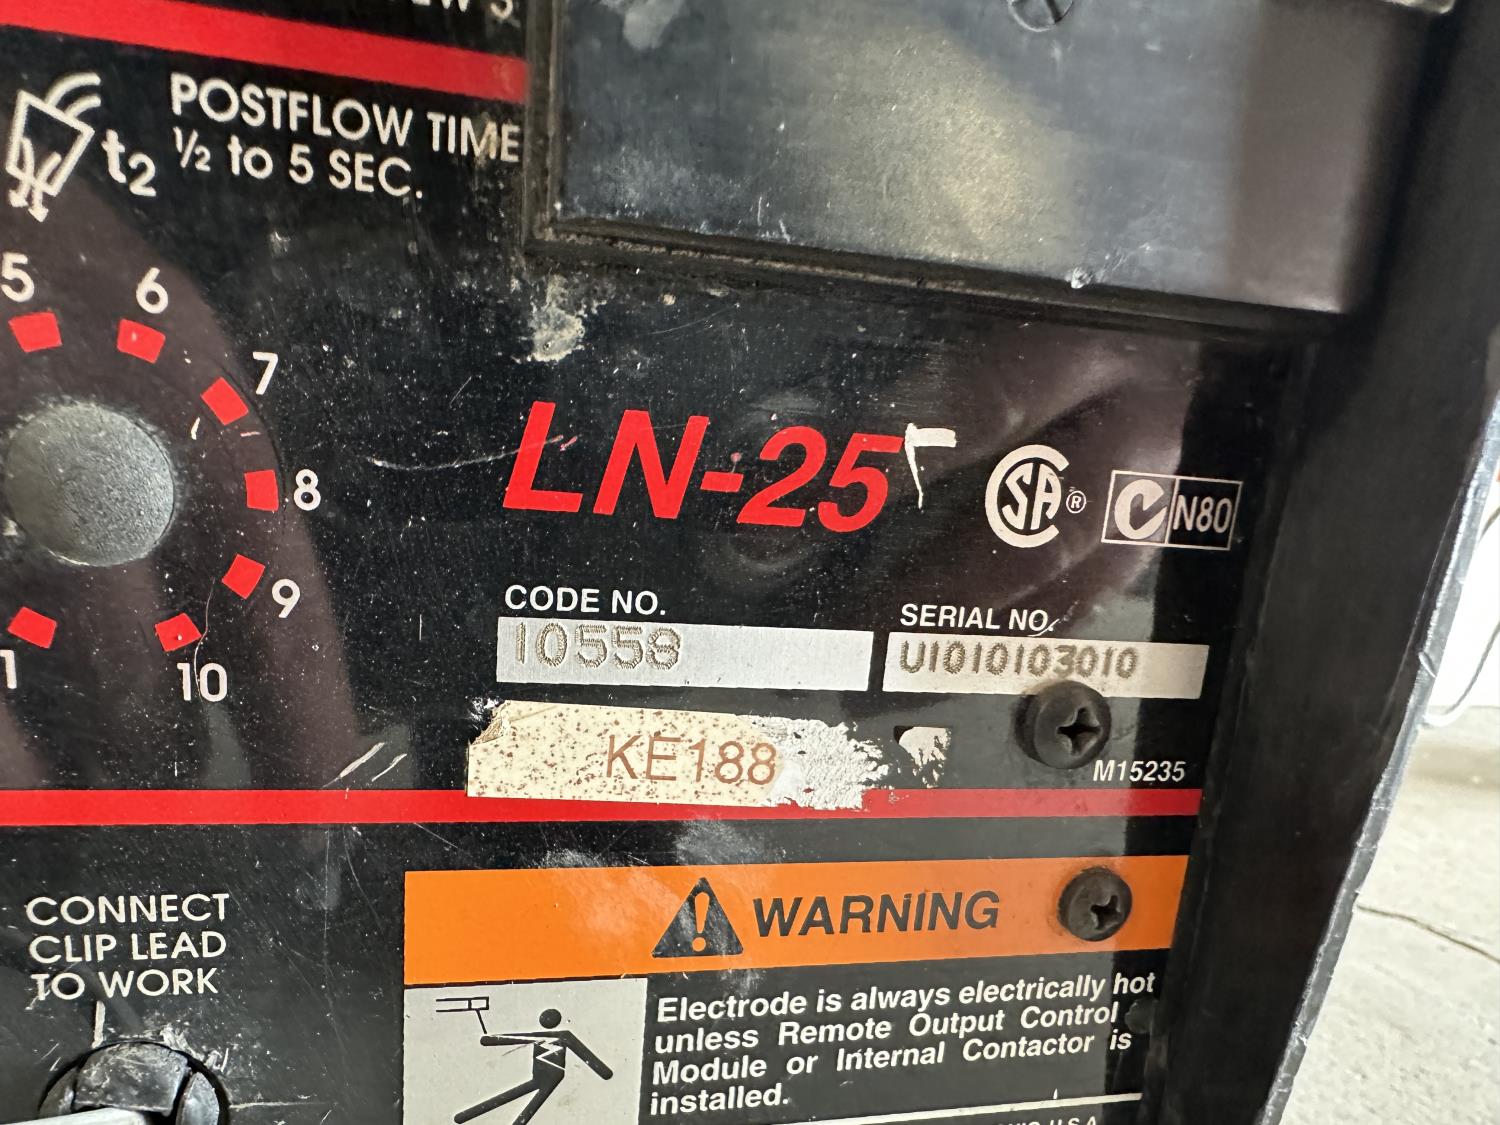 POSTFLOW TIME
½ to 5 SEC.
t2
5
6
7
8
9
10
1
LN-25
CSA ®
N80
CODE NO.
10558
SERIAL NO.
U1010103010
KE188
M15235
CONNECT
CLIP LEAD
TO WORK
WARNING
Electrode is always electrically hot
unless Remote Output Control
Module or Internal Contactor is
installed.
U.S.A.